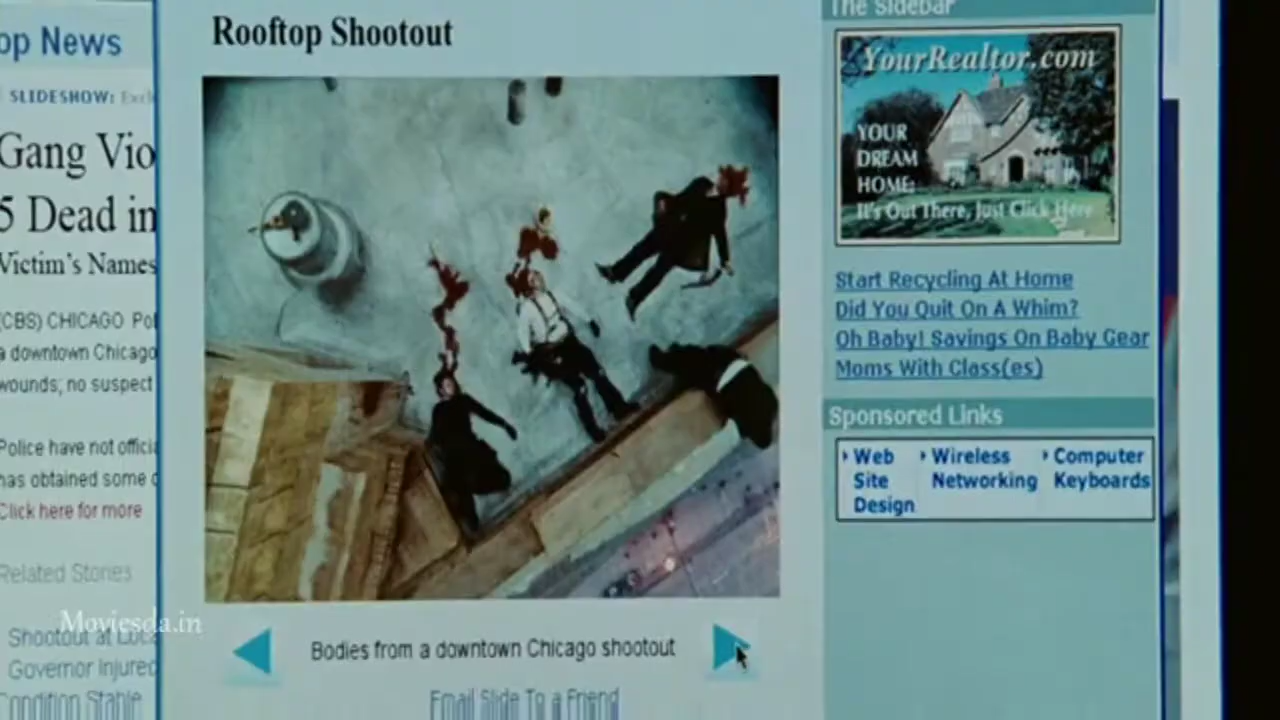 op News
SLIDESHOW:
Gang Vio
5 Dead in
Victim's Names
(CBS) CHICAGO Pol
a downtown Chicago
wounds; no suspect
Police have not offici
has obtained some
Click here for more
Related Stories
Shootout at
Governor Injured
Condition Stable
Moviesda.in
Rooftop Shootout
Bodies from a downtown Chicago shootout
Email Slide To a Friend
The Sidebar
YourRealtor.com
YOUR
DREAM
HOME:
It's Out There, Just Click Here
Start Recycling At Home
Did You Quit On A Whim?
Oh Baby! Savings On Baby Gear
Moms With Class(es)
Sponsored Links
Web Site Design
Wireless Networking
Computer Keyboards